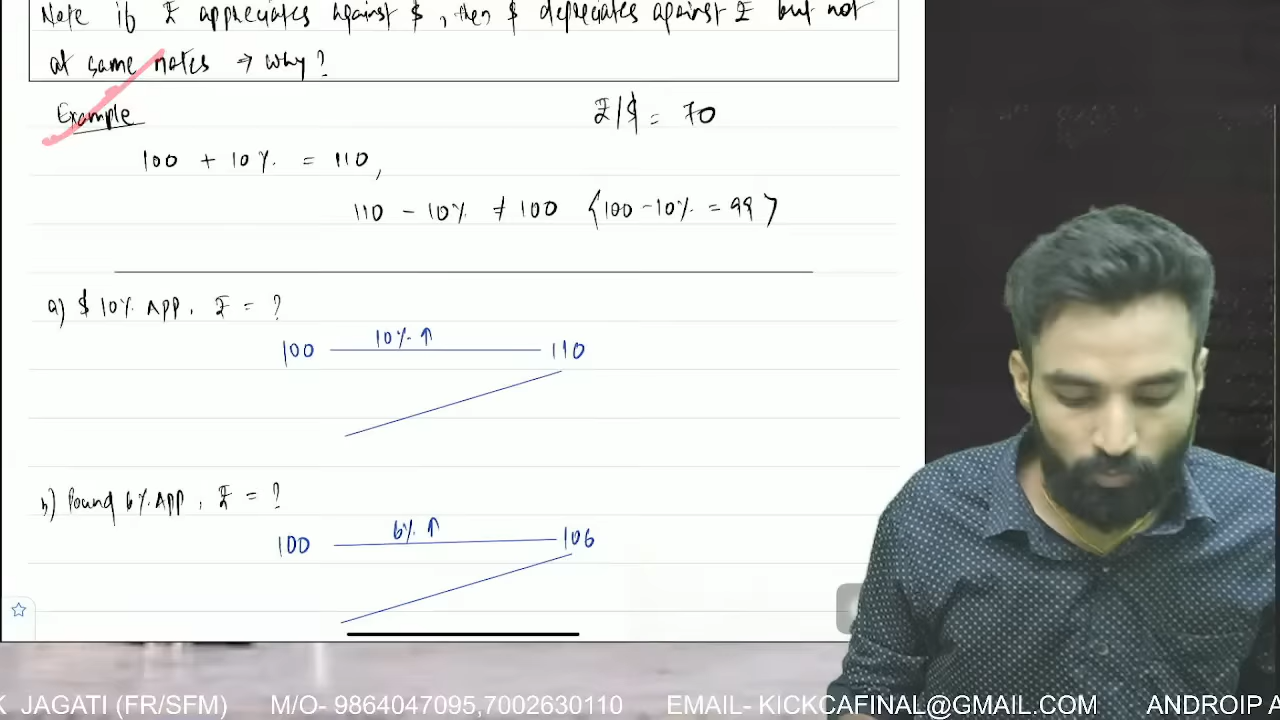 Note if ₹ appreciates against $, then $ depreciates against ₹ but not
at same rates → Why?
Example
₹/$ = 70
100 + 10% = 110,
110 - 10% ≠ 100 {100 - 10% = 99}
a) $ 10% APP, ₹ = ?
100 10% ↑ 110
b) Pound 6% APP, ₹ = ?
100 6% ↑ 106
K JAGATI (FR/SFM) M/O- 9864047095,7002630110 EMAIL- KICKCAFINAL@GMAIL.COM ANDROIP A